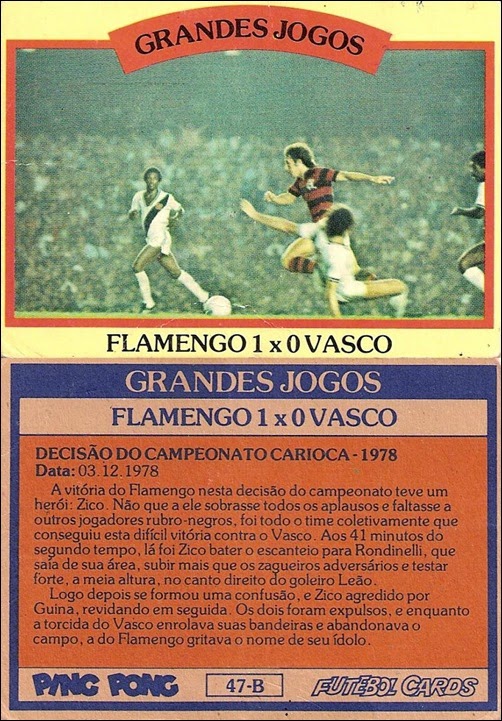 GRANDES JOGOS
FLAMENGO 1 x 0 VASCO
GRANDES JOGOS
FLAMENGO 1 x 0 VASCO
DECISÃO DO CAMPEONATO CARIOCA - 1978
Data: 03.12.1978
A vitória do Flamengo nesta decisão do campeonato teve um
herói: Zico. Não que a ele sobrasse todos os aplausos e faltasse a
outros jogadores rubro-negros, foi todo o time coletivamente que
conseguiu esta difícil vitória contra o Vasco. Aos 41 minutos do
segundo tempo, lá foi Zico bater o escanteio para Rondinelli, que
saía de sua área, subir mais que os zagueiros adversários e testar
forte, a meia altura, no canto direito do goleiro Leão.
Logo depois se formou uma confusão, e Zico agredido por
Guina, revidando em seguida. Os dois foram expulsos, e enquanto
a torcida do Vasco enrolava suas bandeiras e abandonava o
campo, a do Flamengo gritava o nome de seu ídolo.
PING PONG
47-B
FUTEBOL CARDS